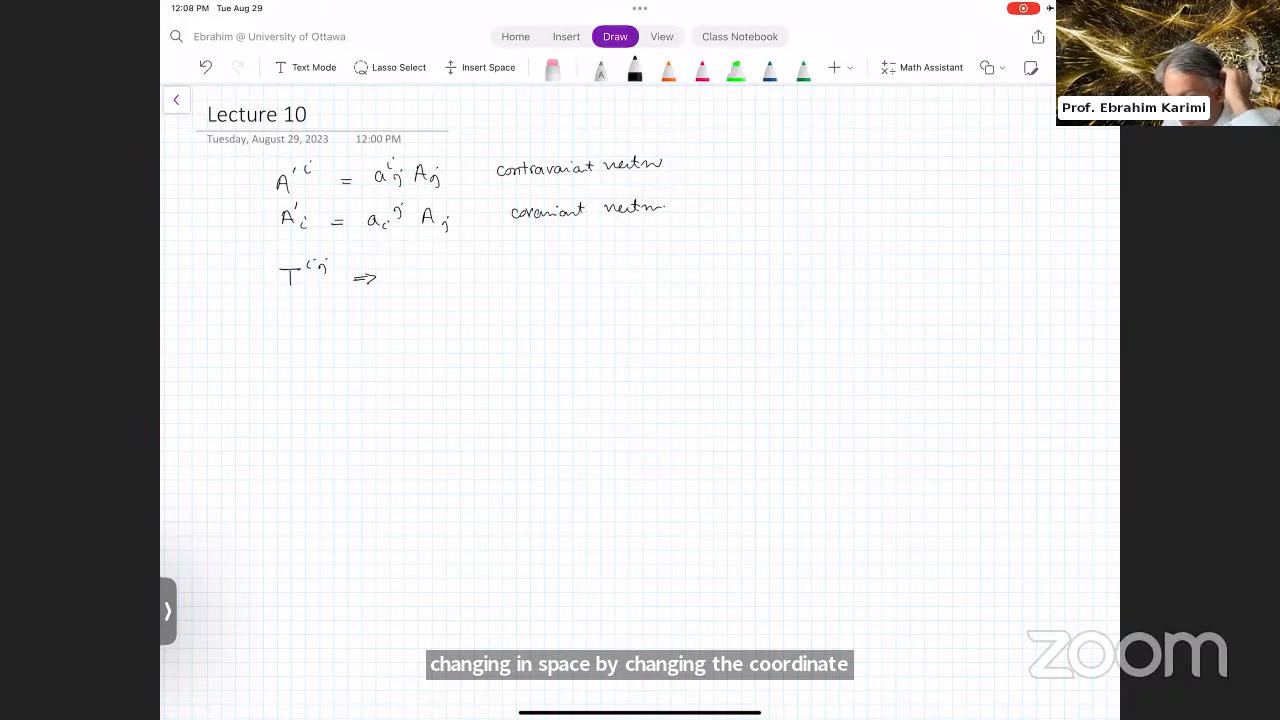 12:08 PM Tue Aug 29
Ebrahim @ University of Ottawa
Home Insert Draw View Class Notebook
Text Mode Lasso Select Insert Space Math Assistant
Prof. Ebrahim Karimi
Lecture 10
Tuesday, August 29, 2023 12:00 PM
A'^i = a^i_j A_j contravariant vector
A'_i = a_i^j A_j covariant vector
T^{ij} ⇒
changing in space by changing the coordinate
zoom